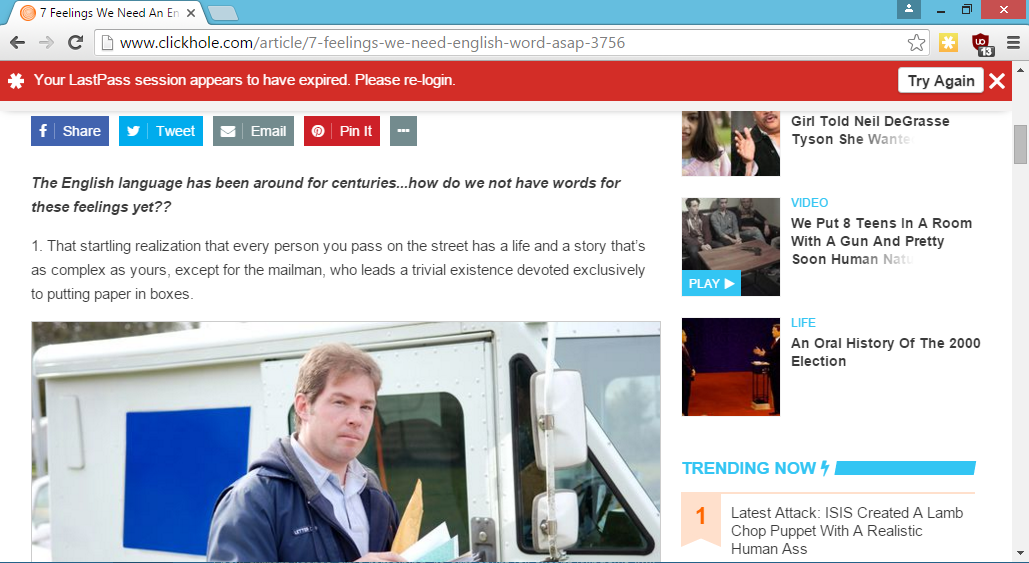 7 Feelings We Need An En
www.clickhole.com/article/7-feelings-we-need-english-word-asap-3756
13
Your LastPass session appears to have expired. Please re-login.
Try Again
Share
Tweet
Email
Pin It
The English language has been around for centuries...how do we not have words for
these feelings yet??
1. That startling realization that every person you pass on the street has a life and a story that's
as complex as yours, except for the mailman, who leads a trivial existence devoted exclusively
to putting paper in boxes.
Girl Told Neil DeGrasse
Tyson She Wante
VIDEO
We Put 8 Teens In A Room
With A Gun And Pretty
Soon Human Natu
PLAY
LIFE
An Oral History Of The 2000
Election
TRENDING NOW
1
Latest Attack: ISIS Created A Lamb
Chop Puppet With A Realistic
Human Ass